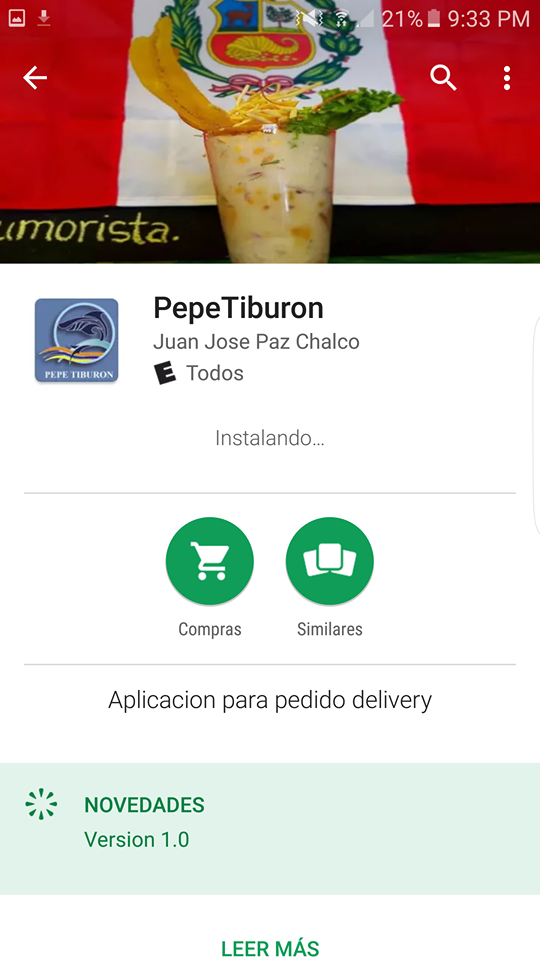 21% 9:33 PM
umorista.
PepeTiburon
Juan Jose Paz Chalco
E Todos
PEPE TIBURON
Instalando...
Compras
Similares
Aplicacion para pedido delivery
NOVEDADES
Version 1.0
LEER MÁS